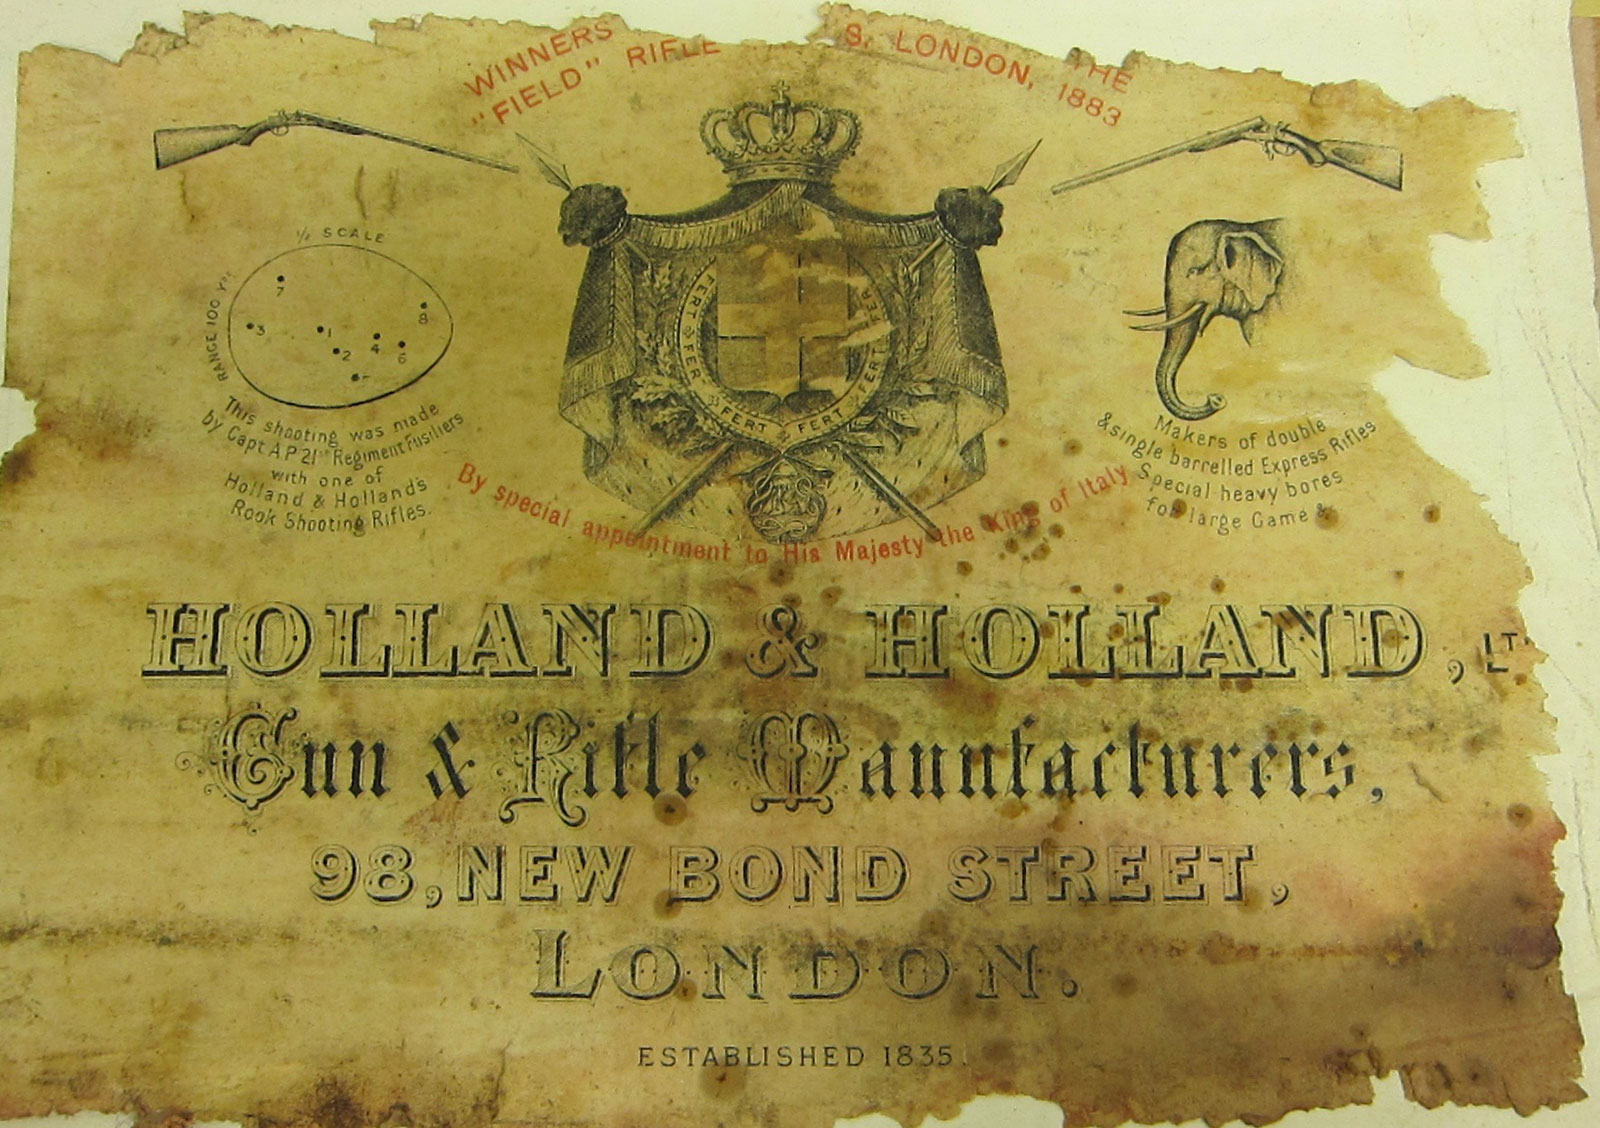 WINNERS
THE
"FIELD" RIFLE
S. LONDON, 1883
1/2 SCALE
RANGE 100
7
8
3
1
2
4
6
This shooting was made
by Capt A P 21st Regiment Fusiliers
with one of
Holland & Holland's
Rook Shooting Rifles.
FERT FERT FERT FERT FERT
Makers of double
& single barrelled Express Rifles
Special heavy bores
for large Game &
By special appointment to His Majesty the King of Italy
HOLLAND & HOLLAND, LT
Gun & Rifle Manufacturers,
98, NEW BOND STREET,
LONDON.
ESTABLISHED 1835.